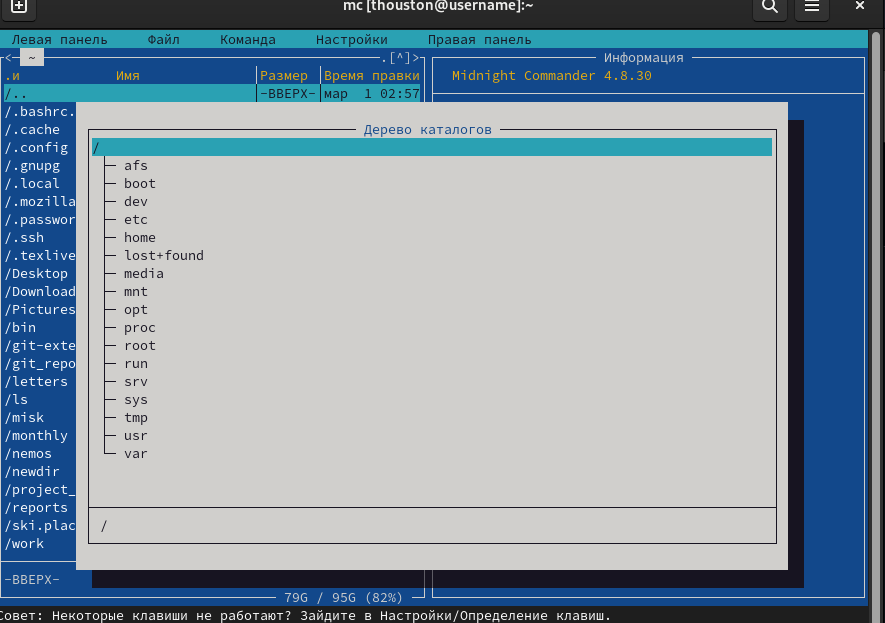 mc [thouston@username]:~
Левая панель Файл Команда Настройки Правая панель
<- ~ .[^]> Информация
.и Имя Размер Время правки Midnight Commander 4.8.30
/.. -ВВЕРХ- мар 1 02:57
/.bashrc.
/.cache
/.config
/.gnupg
/.local
/.mozilla
/.passwor
/.ssh
/.texlive
/Desktop
/Download
/Pictures
/bin
/git-exte
/git_repo
/letters
/ls
/misk
/monthly
/nemos
/newdir
/project_
/reports
/ski.plac
/work
-ВВЕРХ-
Дерево каталогов
/
afs
boot
dev
etc
home
lost+found
media
mnt
opt
proc
root
run
srv
sys
tmp
usr
var
/
79G / 95G (82%)
Совет: Некоторые клавиши не работают? Зайдите в Настройки/Определение клавиш.